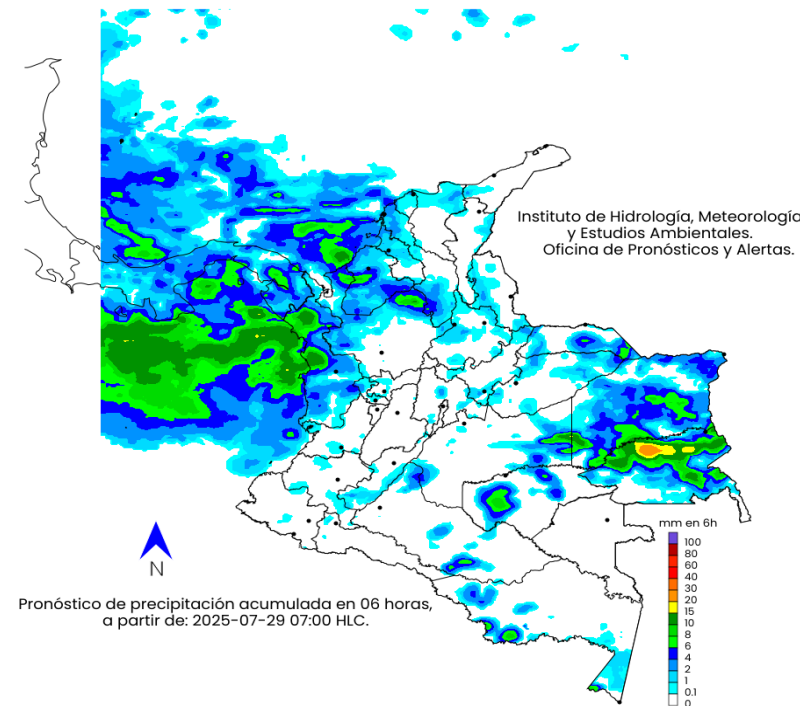 Instituto de Hidrología, Meteorología
y Estudios Ambientales.
Oficina de Pronósticos y Alertas.
mm en 6h
100
80
60
40
30
20
15
10
8
6
4
2
1
0.1
0
N
Pronóstico de precipitación acumulada en 06 horas,
a partir de: 2025-07-29 07:00 HLC.